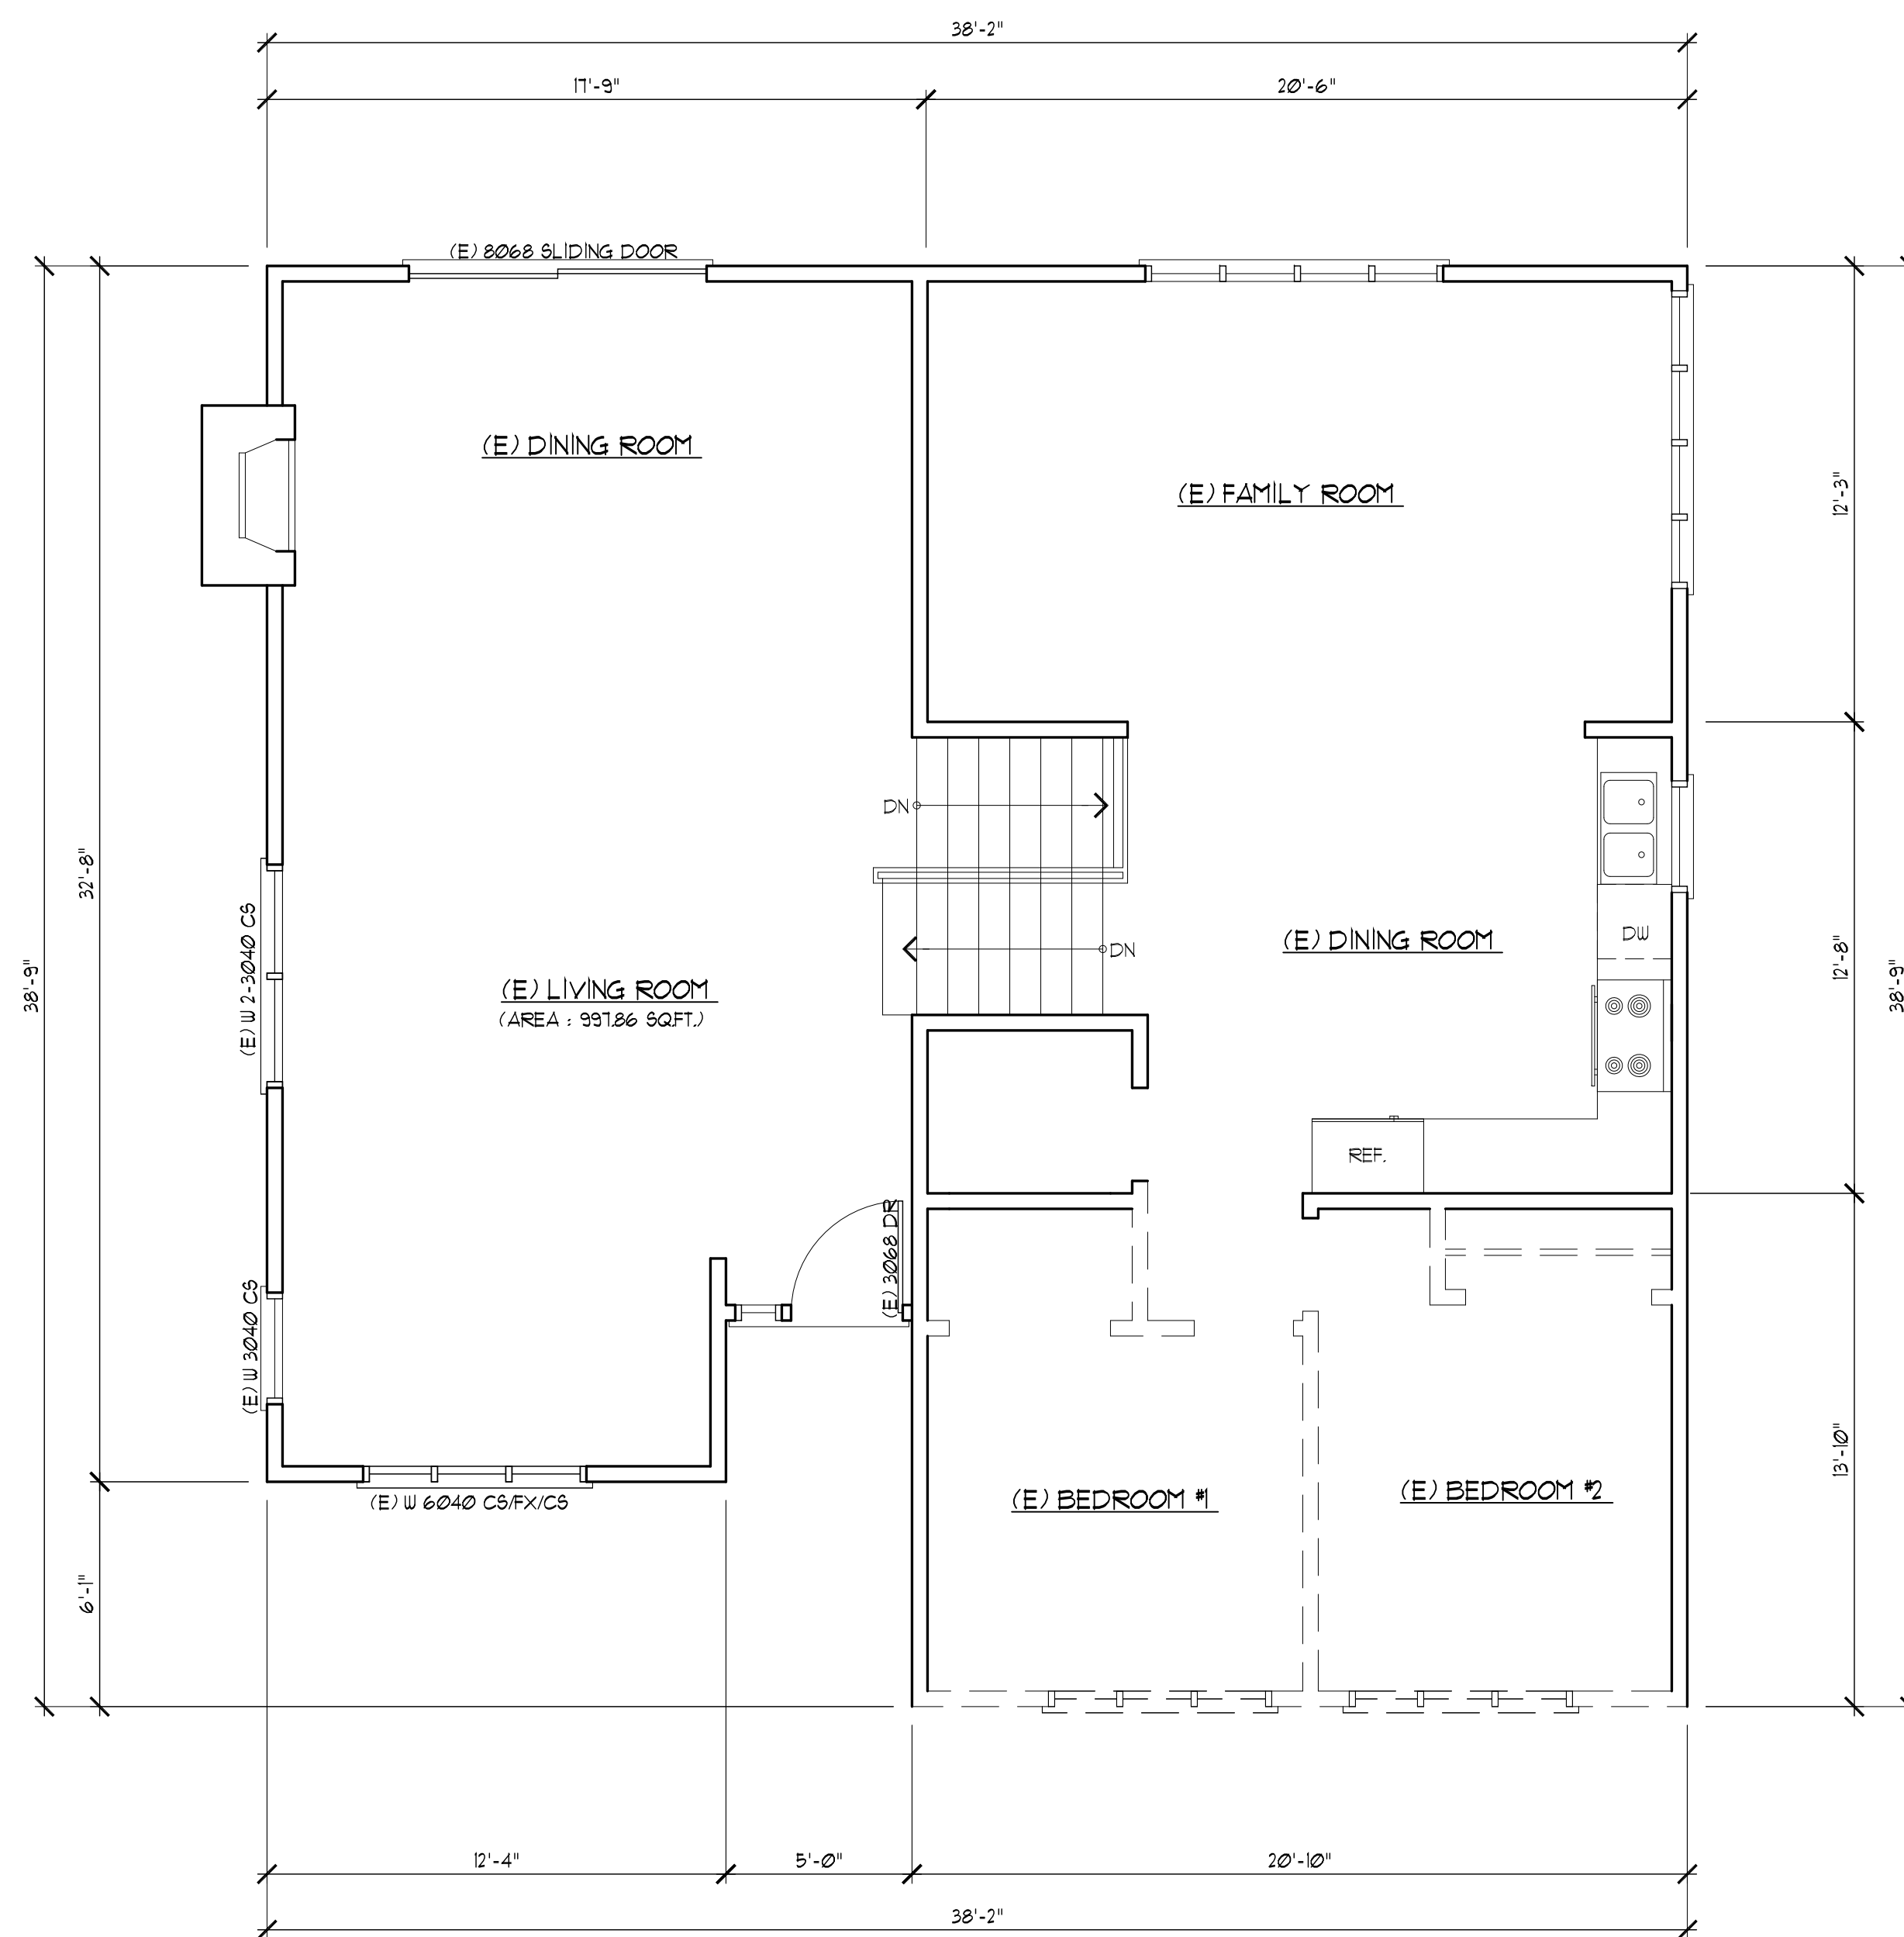 38'-2"
17'-9"
20'-6"
(E) 8068 SLIDING DOOR
(E) DINING ROOM
(E) FAMILY ROOM
12'-3"
32'-8"
38'-9"
DN
(E) W 2-3040 CS
(E) LIVING ROOM
(AREA : 997.86 SQ.FT.)
DN
(E) DINING ROOM
DW
12'-8"
38'-9"
REF.
(E) 3068 DR
(E) W 3040 CS
(E) W 6040 CS/FX/CS
(E) BEDROOM #1
(E) BEDROOM #2
13'-10"
6'-1"
12'-4"
5'-0"
20'-10"
38'-2"